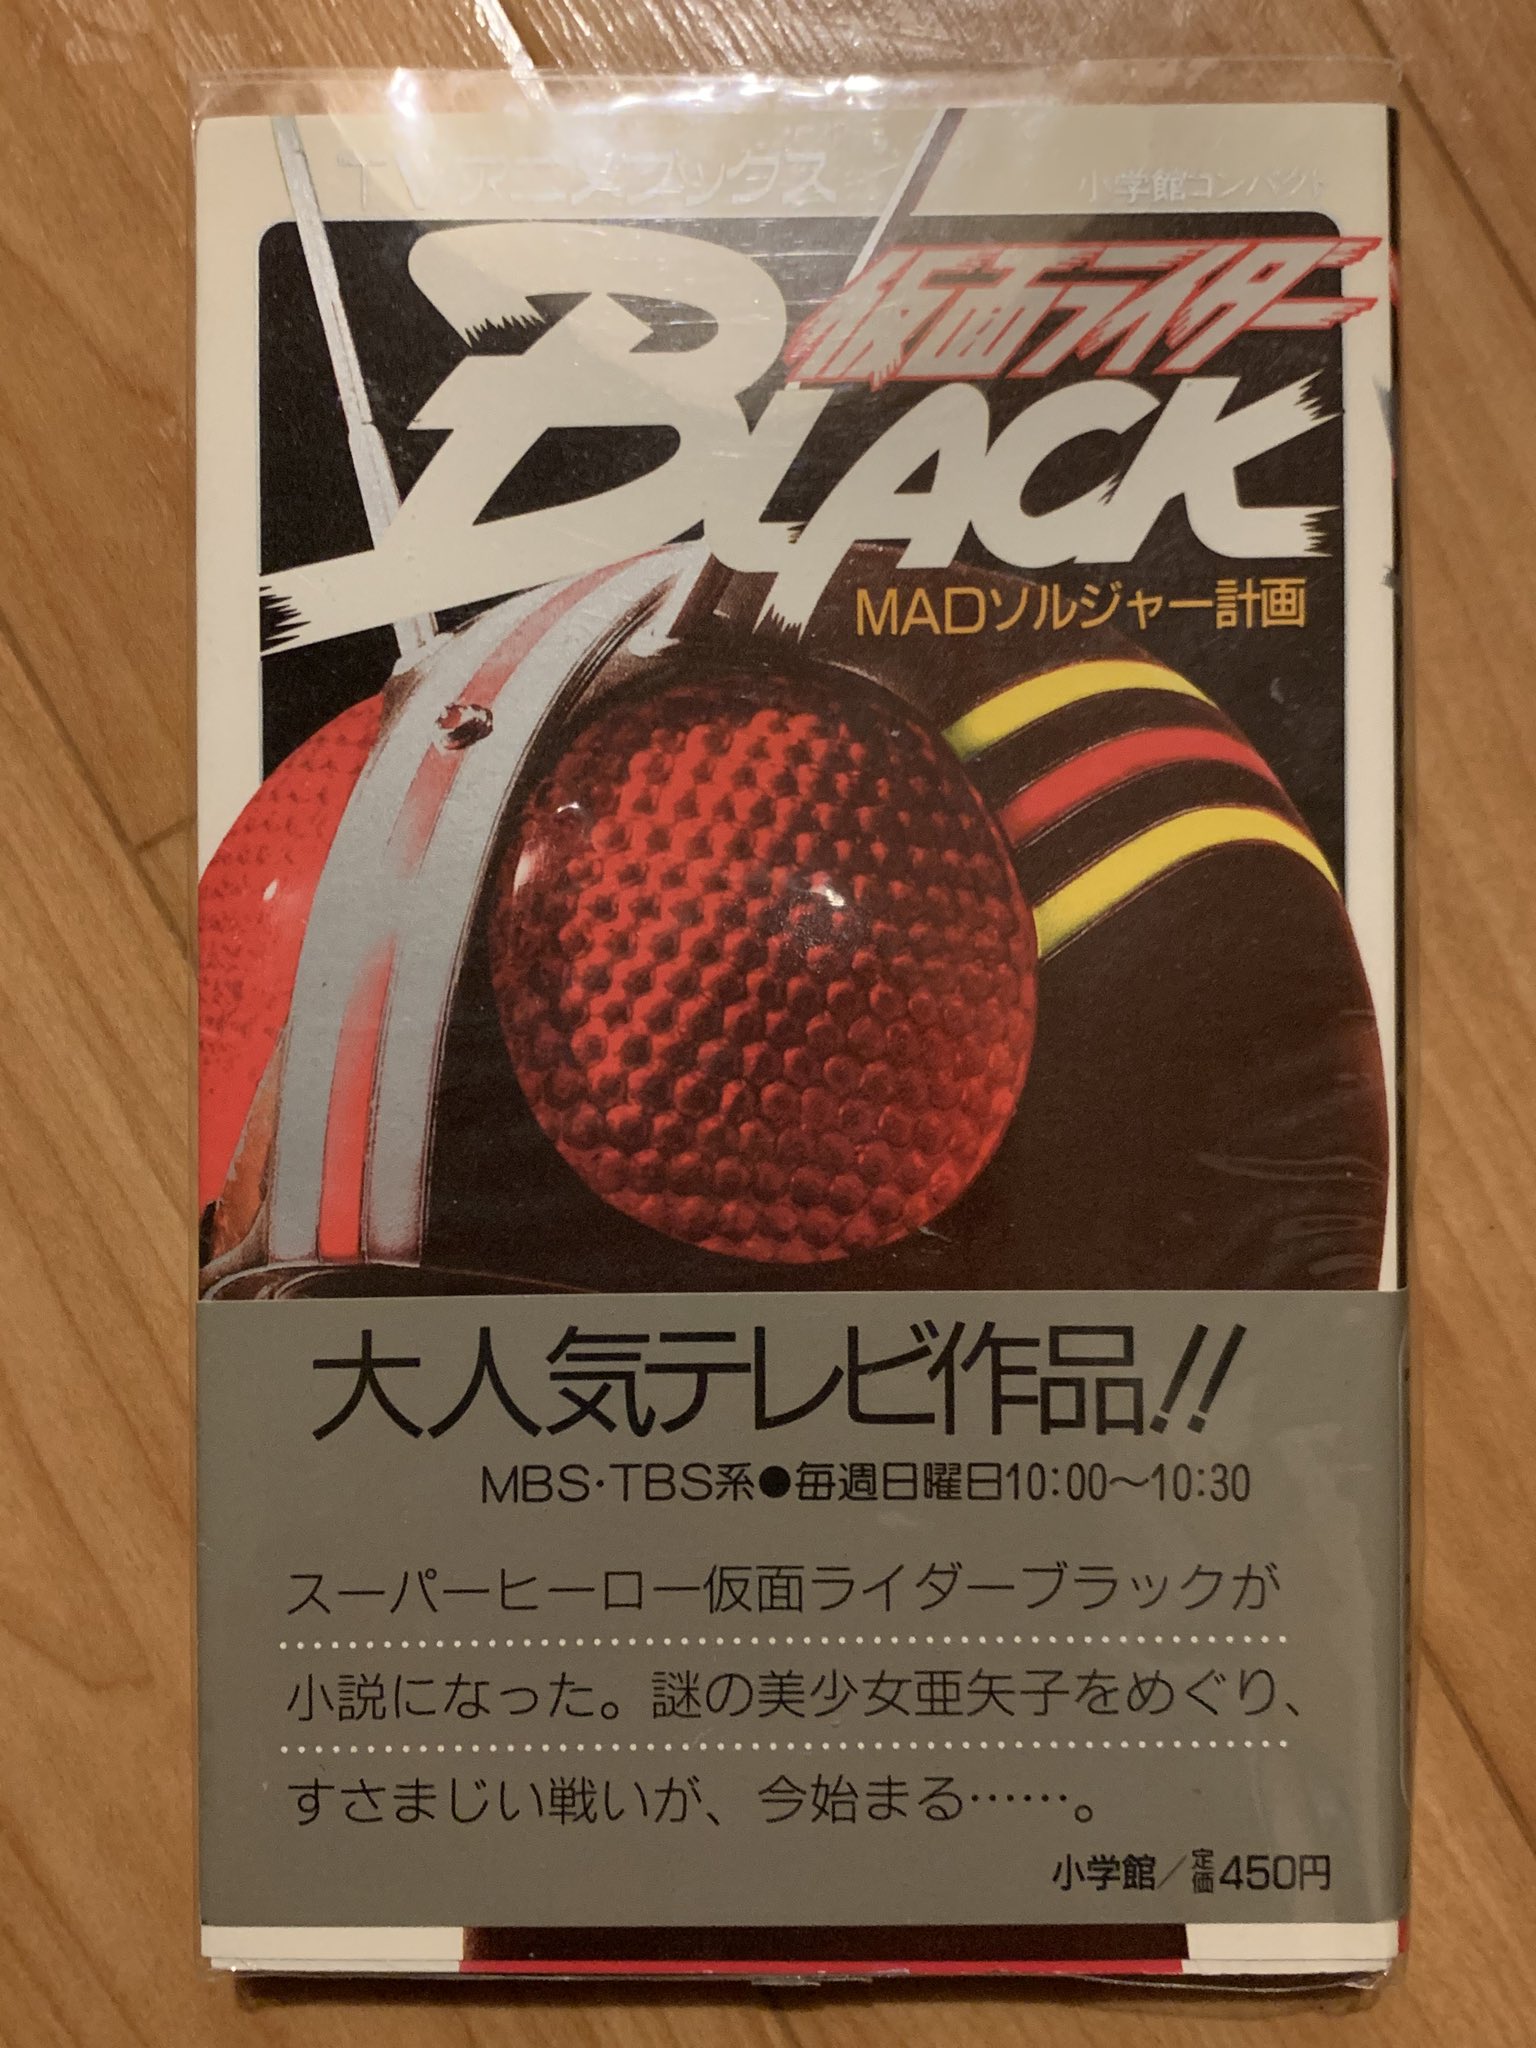 TVアニメブックス
小学館コンパクト
仮面ライダー
BLACK
MADソルジャー計画
大人気テレビ作品!!
MBS・TBS系●毎週日曜日10:00〜10:30
スーパーヒーロー仮面ライダーブラックが
小説になった。謎の美少女亜矢子をめぐり、
すさまじい戦いが、今始まる……。
小学館/定価450円